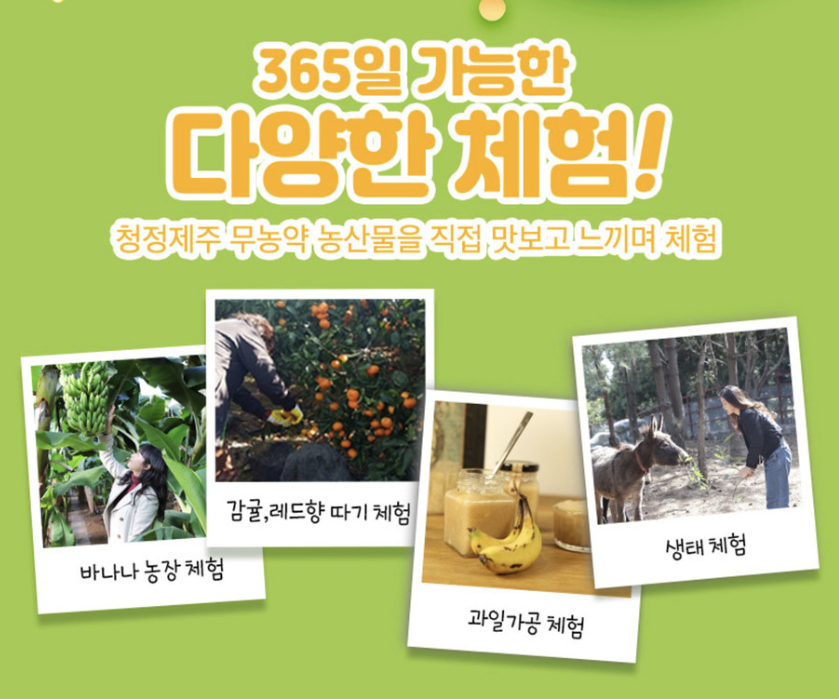 365일 가능한
다양한 체험!
청정제주 무농약 농산물을 직접 맛보고 느끼며 체험
바나나 농장 체험
감귤,레드향 따기 체험
과일가공 체험
생태 체험